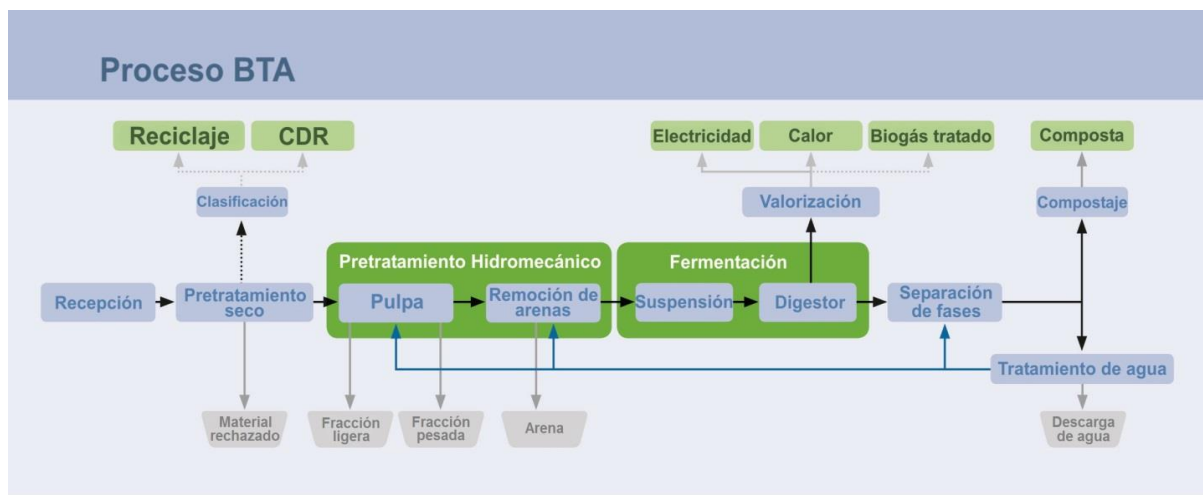 Proceso BTA
Reciclaje
CDR
Electricidad
Calor
Biogás tratado
Composta
Clasificación
Valorización
Compostaje
Pretratamiento Hidromecánico
Fermentación
Recepción
Pretratamiento
seco
Pulpa
Remoción de
arenas
Suspensión
Digestor
Separación
de fases
Tratamiento de agua
Material
rechazado
Fracción
ligera
Fracción
pesada
Arena
Descarga
de agua